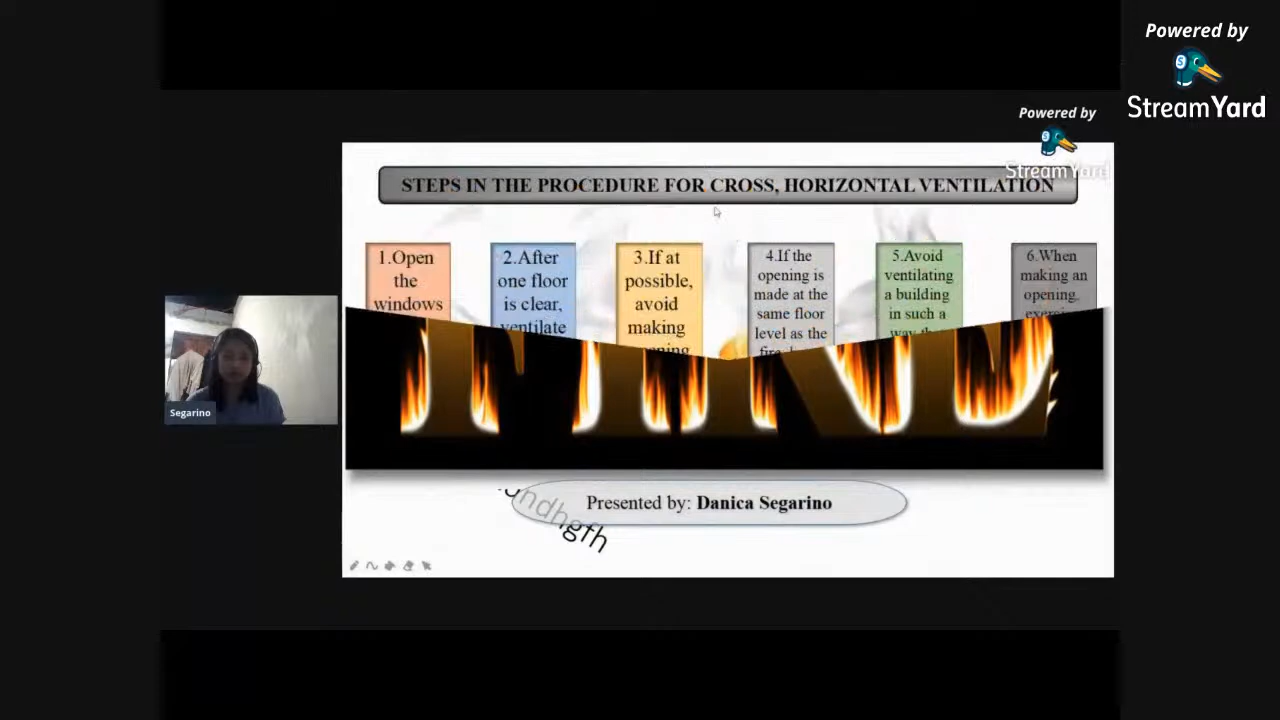 Powered by
StreamYard
Powered by
StreamYard
STEPS IN THE PROCEDURE FOR CROSS, HORIZONTAL VENTILATION
1.Open
the
windows
2.After
one floor
is clear,
ventilate
3.If at
possible,
avoid
making
4.If the
opening is
made at the
same floor
level as the
5.Avoid
ventilating
a building
in such a
6.When
making an
opening,
Segarino
Presented by: Danica Segarino